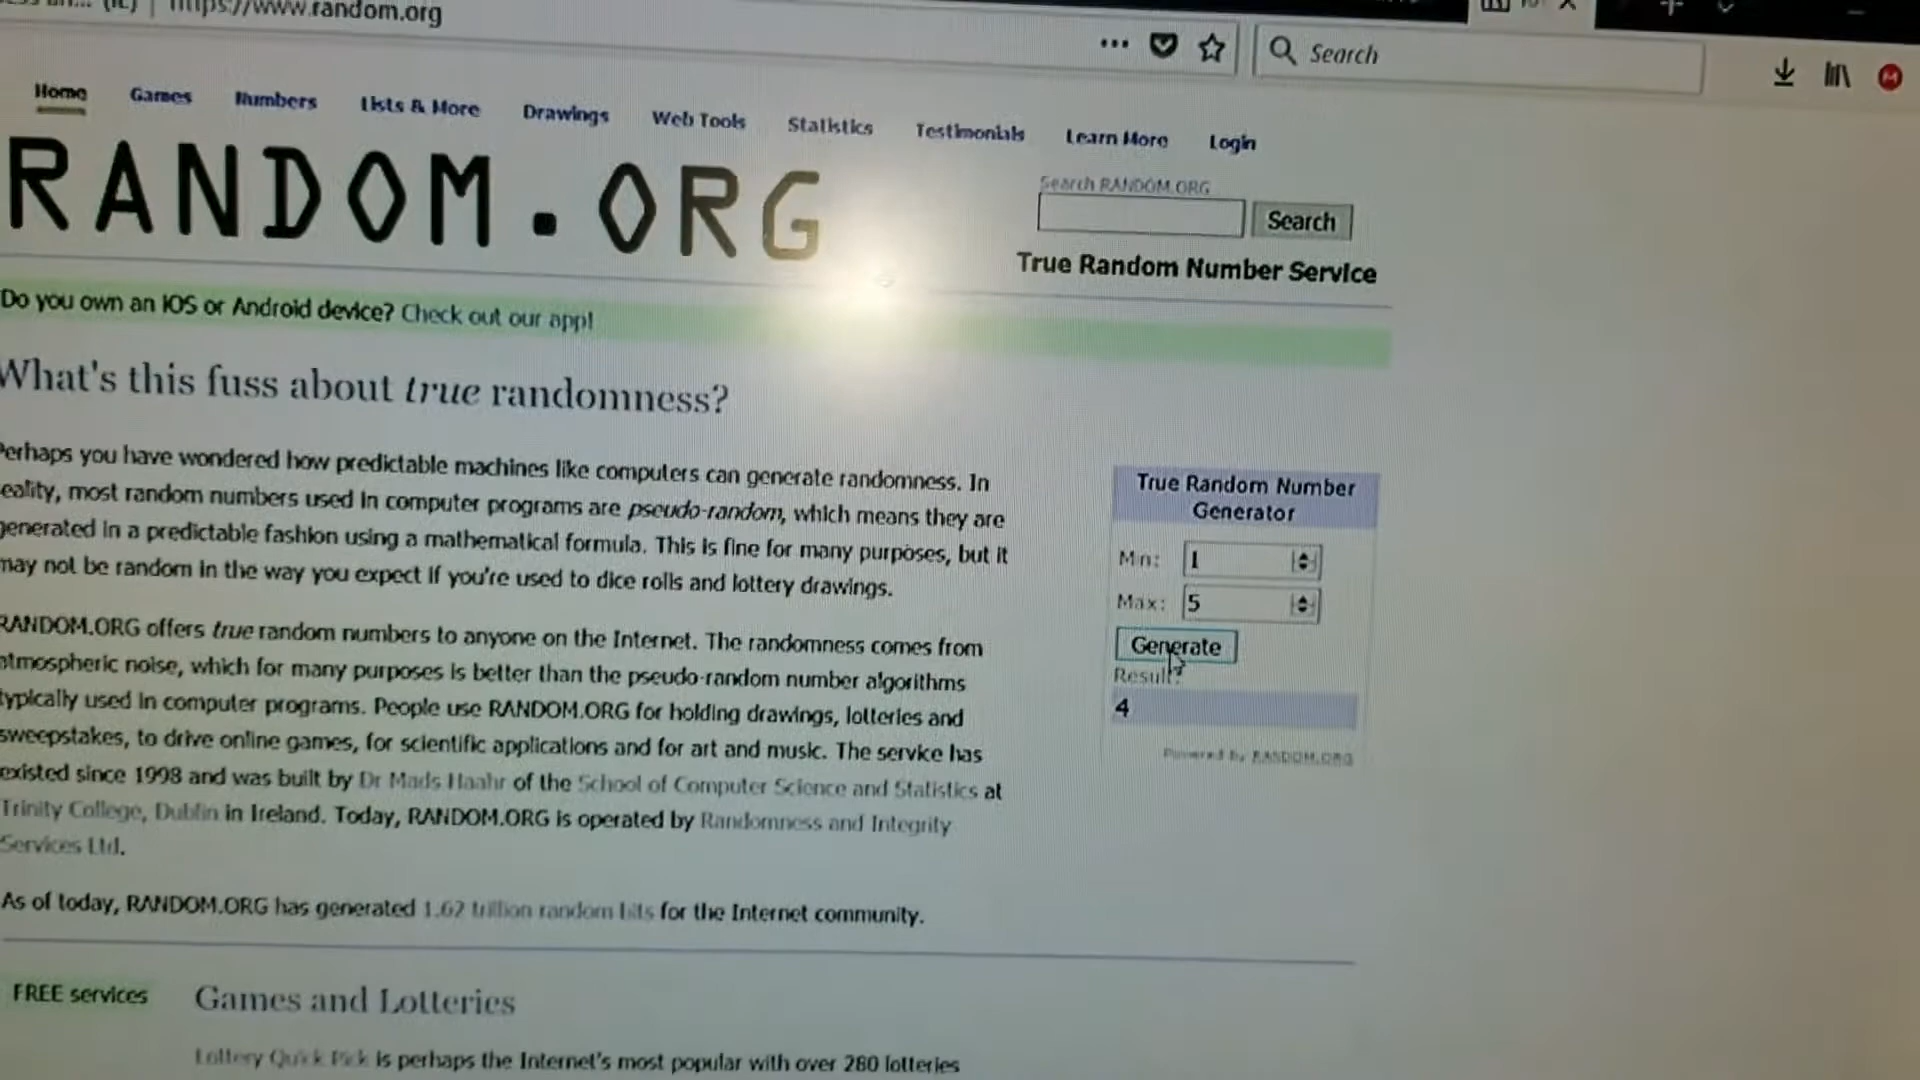 https://www.random.org
Search
Home Games Numbers Lists & More Drawings Web Tools Statistics Testimonials Learn More Login
RANDOM.ORG
Search RANDOM.ORG
Search
True Random Number Service
Do you own an iOS or Android device? Check out our app!
What's this fuss about true randomness?
Perhaps you have wondered how predictable machines like computers can generate randomness. In
reality, most random numbers used in computer programs are pseudo-random, which means they are
generated in a predictable fashion using a mathematical formula. This is fine for many purposes, but it
may not be random in the way you expect if you're used to dice rolls and lottery drawings.
RANDOM.ORG offers true random numbers to anyone on the Internet. The randomness comes from
atmospheric noise, which for many purposes is better than the pseudo-random number algorithms
typically used in computer programs. People use RANDOM.ORG for holding drawings, lotteries and
sweepstakes, to drive online games, for scientific applications and for art and music. The service has
existed since 1998 and was built by Dr Mads Haahr of the School of Computer Science and Statistics at
Trinity College, Dublin in Ireland. Today, RANDOM.ORG is operated by Randomness and Integrity
Services Ltd.
As of today, RANDOM.ORG has generated 1.62 trillion random bits for the Internet community.
True Random Number
Generator
Min: 1
Max: 5
Generate
Result:
4
Powered by RANDOM.ORG
FREE services
Games and Lotteries
Lottery Quick Pick is perhaps the Internet's most popular with over 280 lotteries